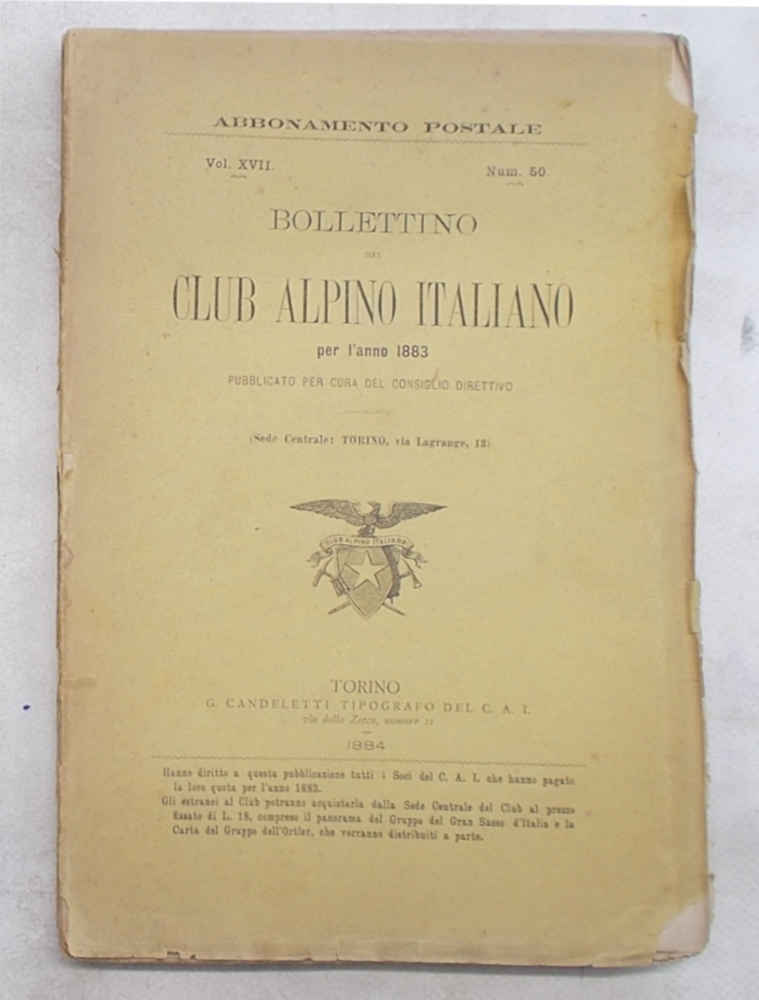 ABBONAMENTO POSTALE
Vol. XVII. Num. 50.
BOLLETTINO
DEL
CLUB ALPINO ITALIANO
per l'anno 1883
PUBBLICATO PER CURA DEL CONSIGLIO DIRETTIVO
(Sede Centrale: TORINO, via Lagrange, 13)
CLUB ALPINO ITALIANO
TORINO
G. CANDELETTI TIPOGRAFO DEL C. A. I.
via della Zecca, numero 11
1884
Hanno diritto a questa pubblicazione tutti i Soci del C. A. I. che hanno pagato
la loro quota per l'anno 1883.
Gli estranei al Club potranno acquistarla dalla Sede Centrale del Club al prezzo
fissato di L. 18, compreso il panorama del Gruppo del Gran Sasso d'Italia e la
Carta del Gruppo dell'Ortler, che verranno distribuiti a parte.